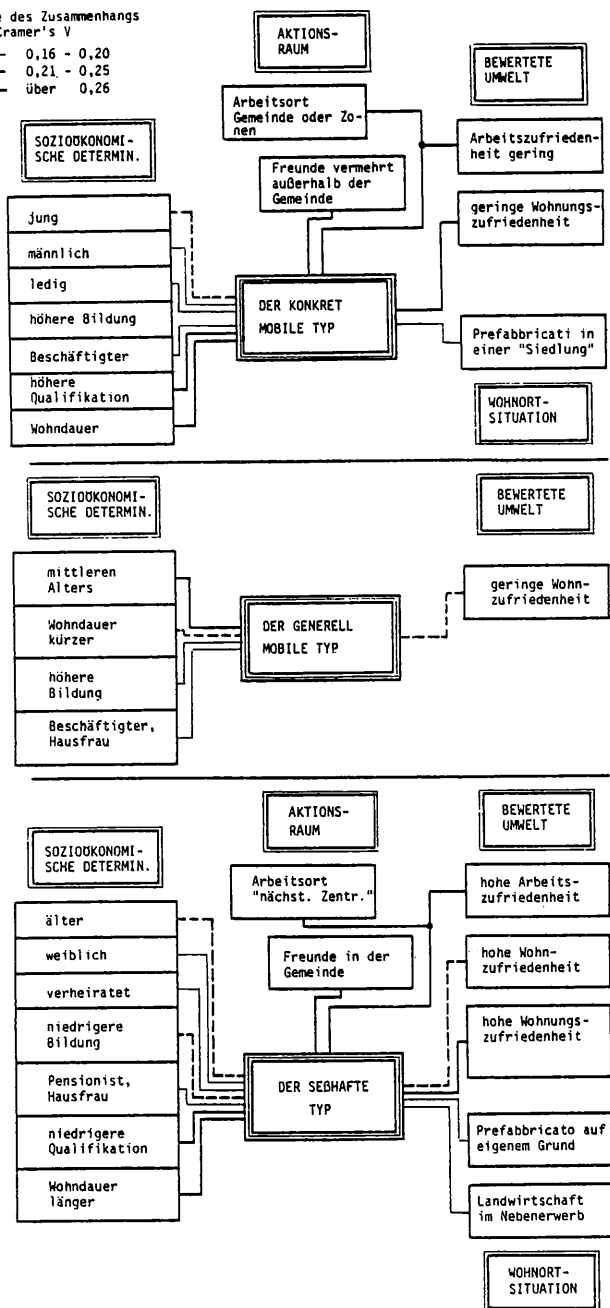 e des Zusammenhangs
Cramer's V
– 0,16 - 0,20
– 0,21 - 0,25
– über 0,26
AKTIONS-
RAUM
BEWERTETE
UMWELT
SOZIOÖKONOMI-
SCHE DETERMIN.
Arbeitsort
Gemeinde oder Zo-
nen
Freunde vermehrt
außerhalb der
Gemeinde
Arbeitszufrieden-
heit gering
geringe Wohnungs-
zufriedenheit
jung
männlich
ledig
höhere Bildung
Beschäftigter
höhere
Qualifikation
Wohndauer
DER KONKRET
MOBILE TYP
Prefabbricati in
einer "Siedlung"
WOHNORT-
SITUATION
SOZIOÖKONOMI-
SCHE DETERMIN.
BEWERTETE
UMWELT
mittleren
Alters
Wohndauer
kürzer
höhere
Bildung
Beschäftigter,
Hausfrau
DER GENERELL
MOBILE TYP
geringe Wohn-
zufriedenheit
AKTIONS-
RAUM
BEWERTETE
UMWELT
SOZIOÖKONOMI-
SCHE DETERMIN.
Arbeitsort
"nächst. Zentr."
Freunde in der
Gemeinde
älter
weiblich
verheiratet
niedrigere
Bildung
Pensionist,
Hausfrau
niedrigere
Qualifikation
Wohndauer
länger
DER SEßHAFTE
TYP
hohe Arbeits-
zufriedenheit
hohe Wohn-
zufriedenheit
hohe Wohnungs-
zufriedenheit
Prefabbricato auf
eigenem Grund
Landwirtschaft
im Nebenerwerb
WOHNORT-
SITUATION